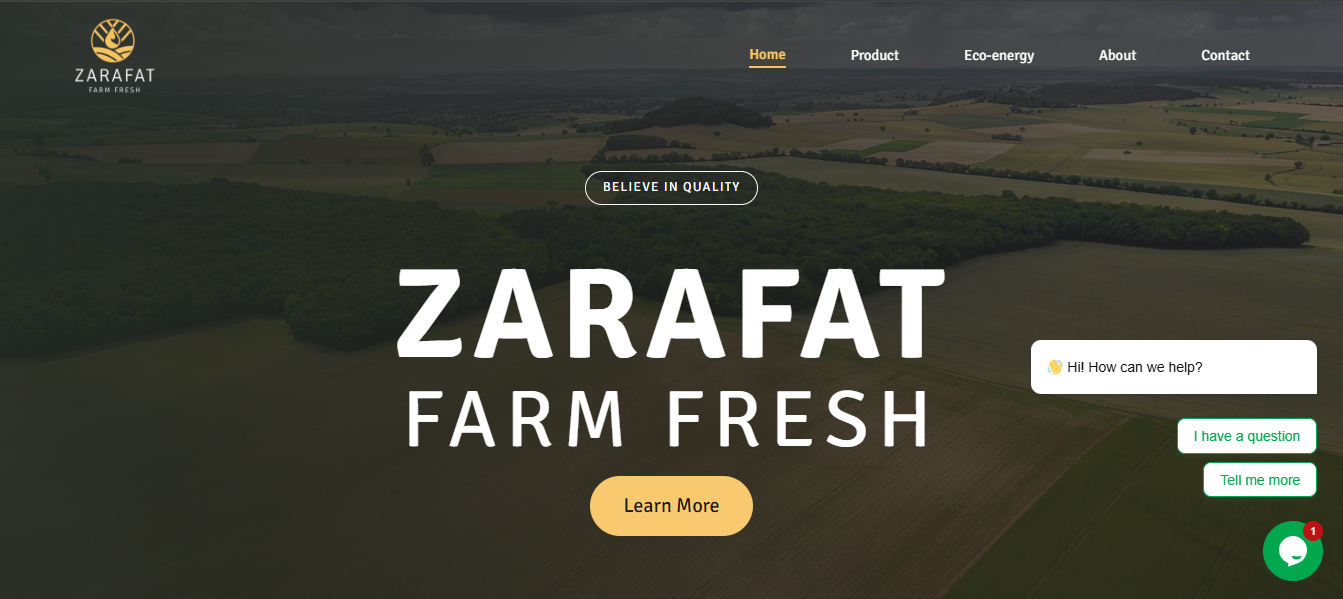 ZARAFAT
FARM FRESH
Home Product Eco-energy About Contact
BELIEVE IN QUALITY
ZARAFAT
FARM FRESH
Learn More
👋 Hi! How can we help?
I have a question
Tell me more
1